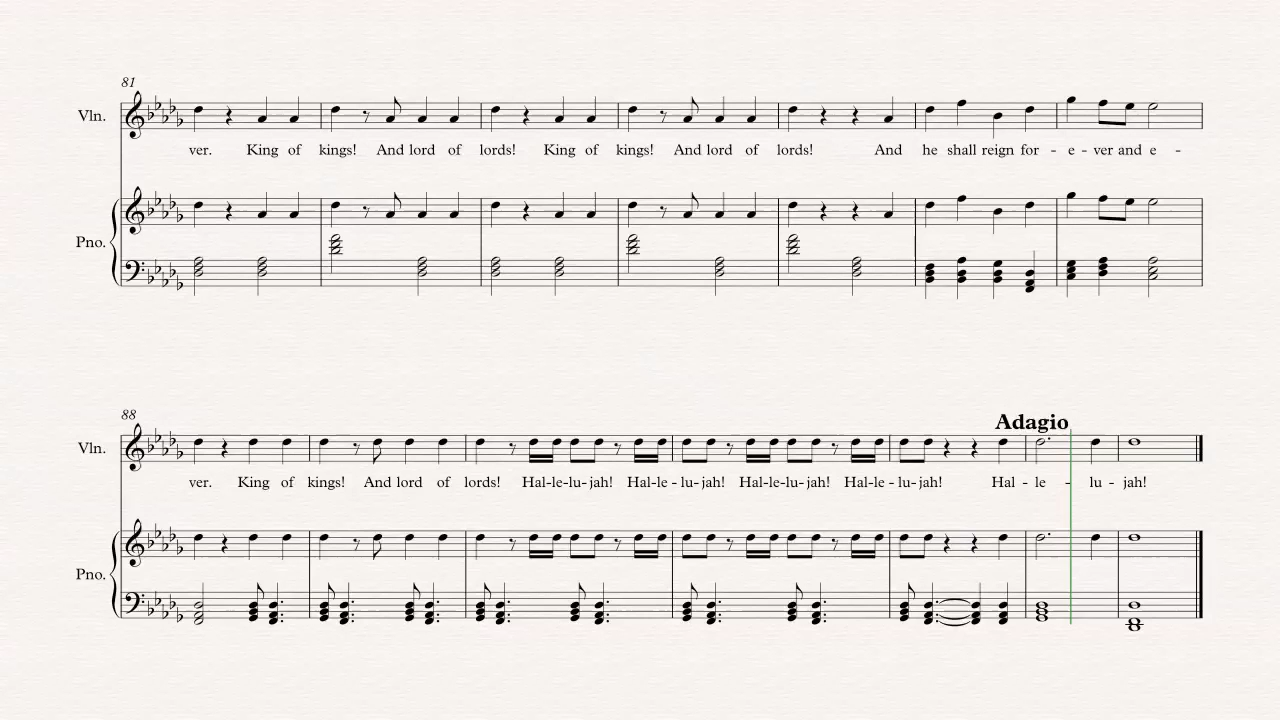 81
Vln.
ver. King of kings! And lord of lords! King of kings! And lord of lords! And he shall reign for - e - ver and e -
Pno.
Adagio
88
Vln.
ver. King of kings! And lord of lords! Hal-le-lu-jah! Hal-le-lu-jah! Hal-le-lu-jah! Hal-le-lu-jah! Hal - le - lu - jah!
Pno.